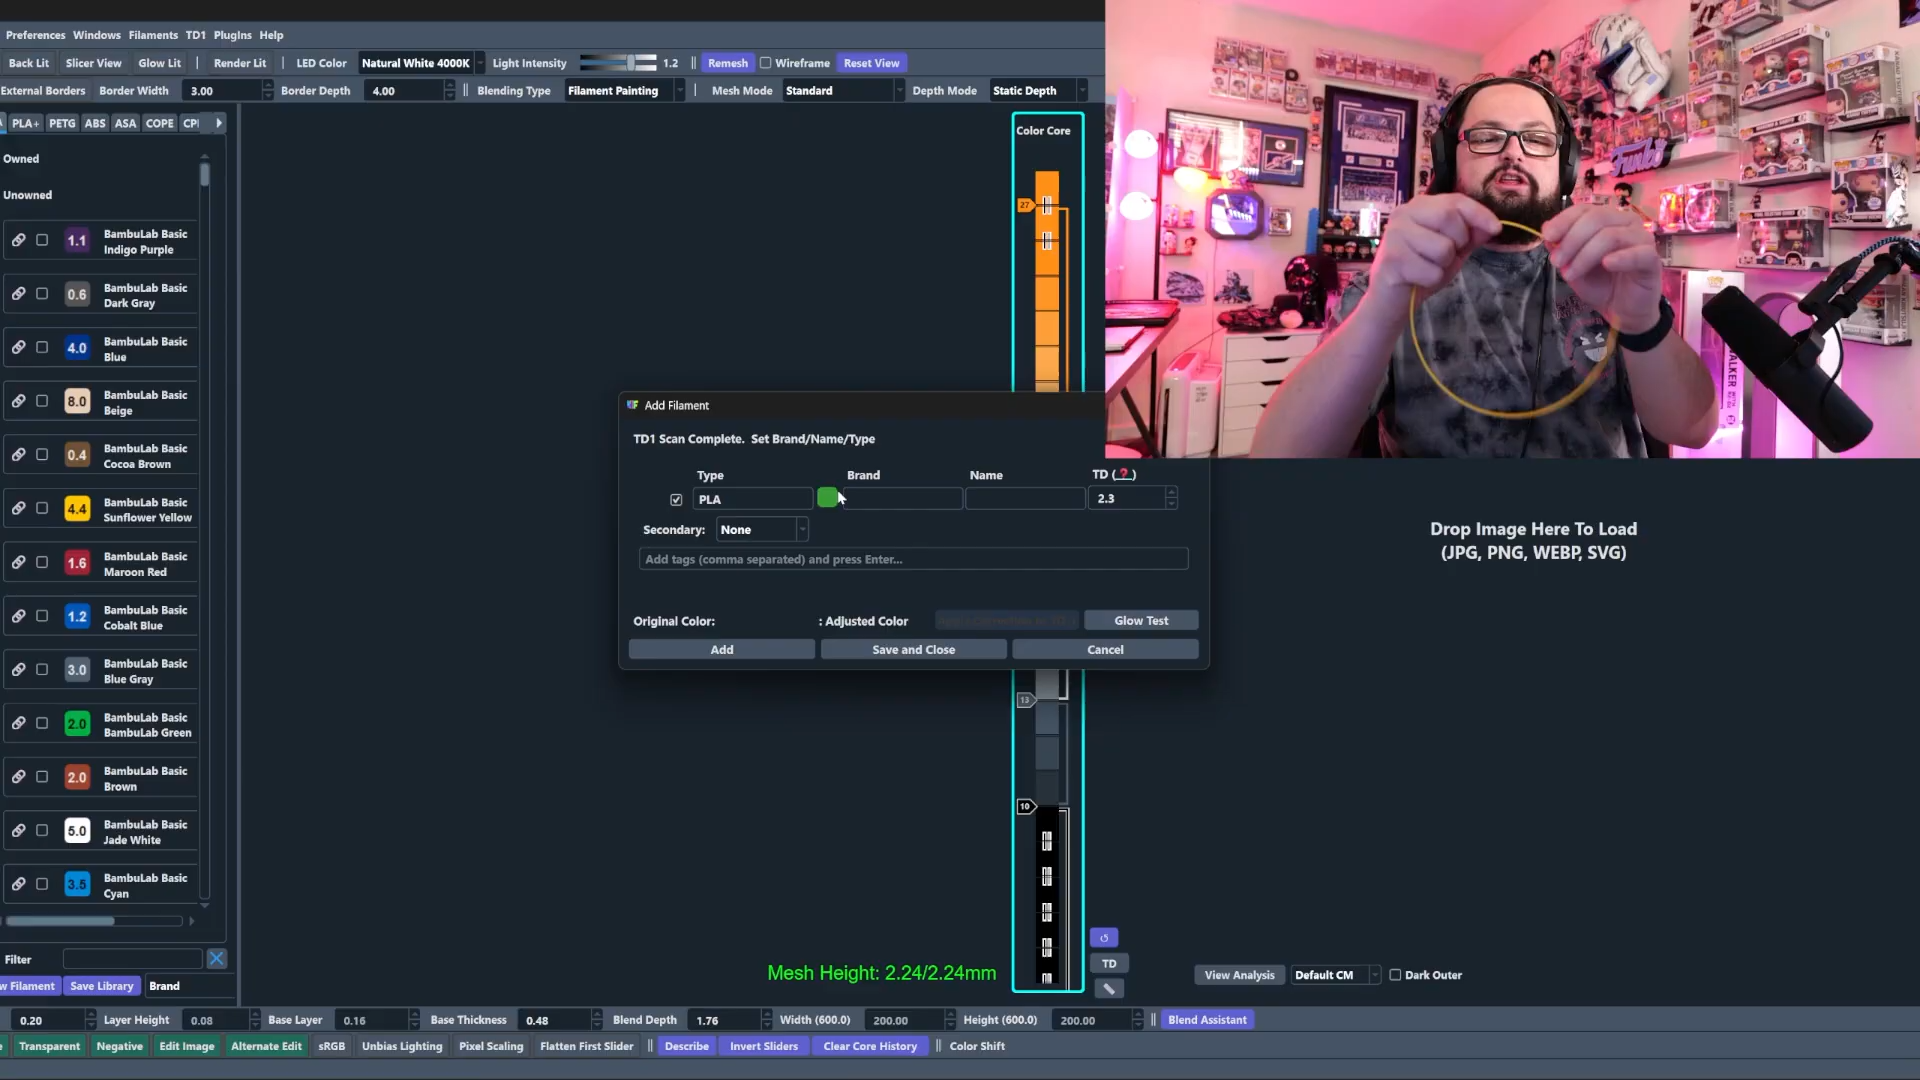 Preferences Windows Filaments TD1 PlugIns Help
Back Lit Slicer View Glow Lit | Render Lit LED Color Natural White 4000K Light Intensity 1.2 Remesh Wireframe Reset View
External Borders Border Width 3.00 Border Depth 4.00 Blending Type Filament Painting Mesh Mode Standard Depth Mode Static Depth
PLA+ PETG ABS ASA COPE
Color Core
Owned
Unowned
1.1 BambuLab Basic
Indigo Purple
0.6 BambuLab Basic
Dark Gray
4.0 BambuLab Basic
Blue
8.0 BambuLab Basic
Beige
0.4 BambuLab Basic
Cocoa Brown
4.4 BambuLab Basic
Sunflower Yellow
1.6 BambuLab Basic
Maroon Red
1.2 BambuLab Basic
Cobalt Blue
3.0 BambuLab Basic
Blue Gray
2.0 BambuLab Basic
BambuLab Green
2.0 BambuLab Basic
Brown
5.0 BambuLab Basic
Jade White
3.5 BambuLab Basic
Cyan
Filter
w Filament Save Library Brand
27
13
10
Add Filament
TD1 Scan Complete. Set Brand/Name/Type
Type Brand Name TD (?)
PLA 2.3
Secondary: None
Add tags (comma separated) and press Enter...
Original Color: : Adjusted Color Glow Test
Add Save and Close Cancel
Funko
WALKER
Drop Image Here To Load
(JPG, PNG, WEBP, SVG)
Mesh Height: 2.24/2.24mm
TD
View Analysis Default CM Dark Outer
0.20 Layer Height 0.08 Base Layer 0.16 Base Thickness 0.48 Blend Depth 1.76 Width (600.0) 200.00 Height (600.0) 200.00 Blend Assistant
Transparent Negative Edit Image Alternate Edit sRGB Unbias Lighting Pixel Scaling Flatten First Slider Describe Invert Sliders Clear Core History Color Shift